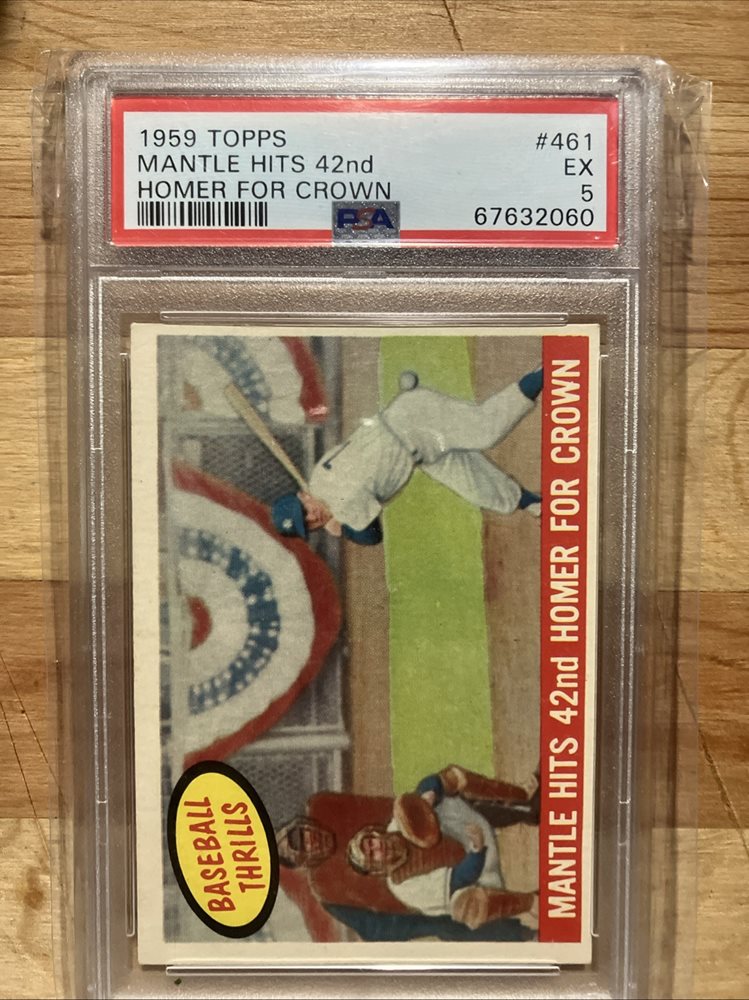 1959 TOPPS #461
MANTLE HITS 42nd EX
HOMER FOR CROWN 5
PSA 67632060
BASEBALL
THRILLS
MANTLE HITS 42nd HOMER FOR CROWN